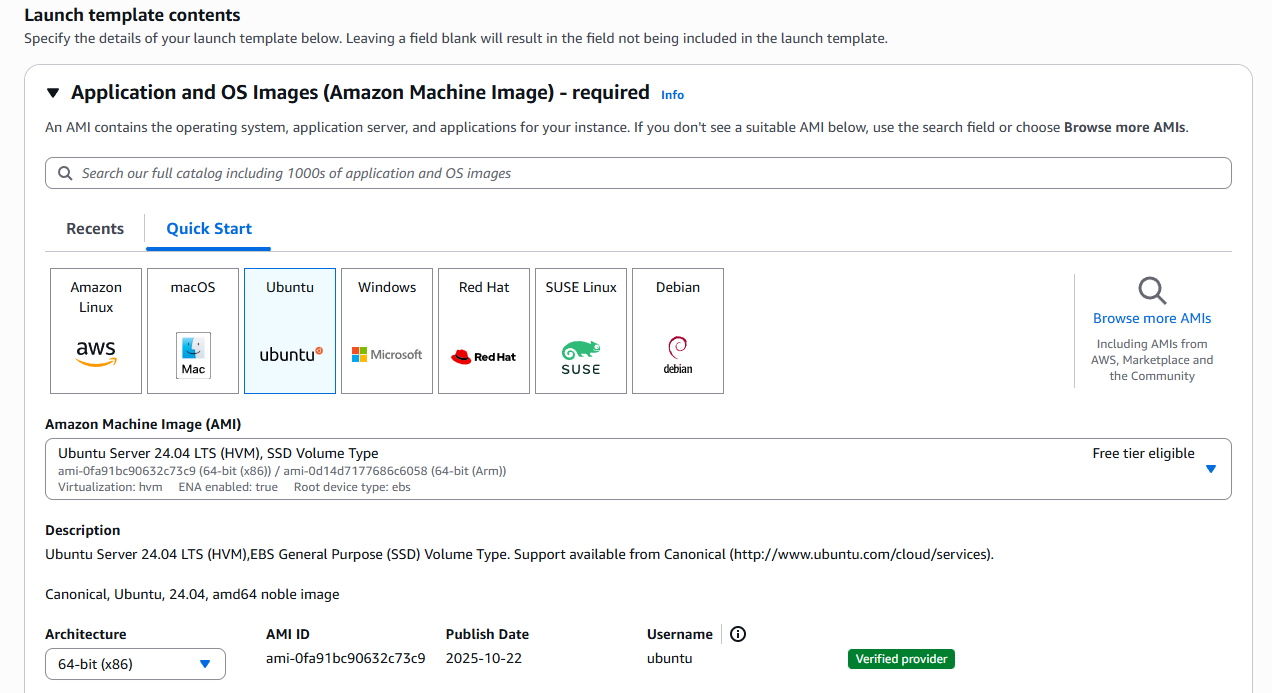 Launch template contents
Specify the details of your launch template below. Leaving a field blank will result in the field not being included in the launch template.
Application and OS Images (Amazon Machine Image) - required Info
An AMI contains the operating system, application server, and applications for your instance. If you don't see a suitable AMI below, use the search field or choose Browse more AMIs.
Search our full catalog including 1000s of application and OS images
Recents Quick Start
Amazon Linux
aws
macOS
Mac
Ubuntu
ubuntu
Windows
Microsoft
Red Hat
Red Hat
SUSE Linux
SUSE
Debian
debian
Browse more AMIs
Including AMIs from
AWS, Marketplace and
the Community
Amazon Machine Image (AMI)
Ubuntu Server 24.04 LTS (HVM), SSD Volume Type Free tier eligible
ami-0fa91bc90632c73c9 (64-bit (x86)) / ami-0d14d7177686c6058 (64-bit (Arm))
Virtualization: hvm ENA enabled: true Root device type: ebs
Description
Ubuntu Server 24.04 LTS (HVM),EBS General Purpose (SSD) Volume Type. Support available from Canonical (http://www.ubuntu.com/cloud/services).
Canonical, Ubuntu, 24.04, amd64 noble image
Architecture AMI ID Publish Date Username
64-bit (x86) ami-0fa91bc90632c73c9 2025-10-22 ubuntu Verified provider